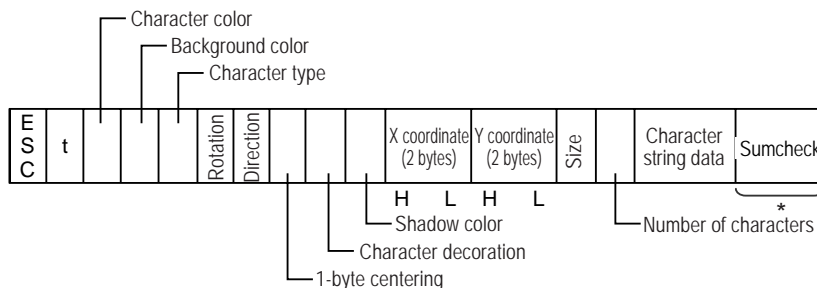 Character color
Background color
Character type
ESC
t
Rotation
Direction
X coordinate
(2 bytes)
Y coordinate
(2 bytes)
Size
Character
string data
Sumcheck
H L H L
*
Shadow color
Number of characters
Character decoration
1-byte centering